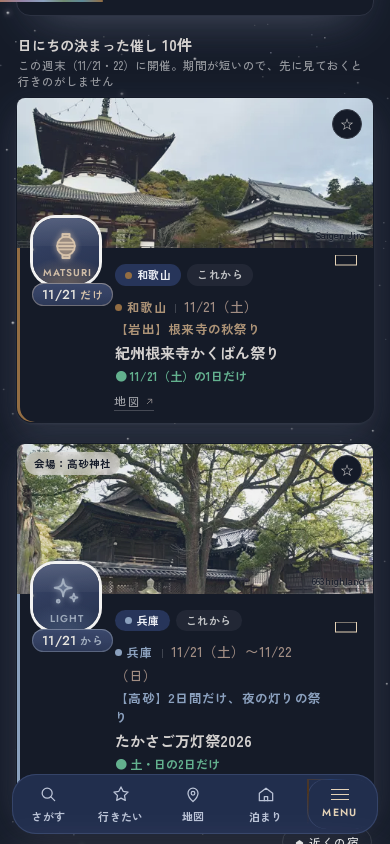 日にちの決まった催し 10件
この週末（11/21・22）に開催。期間が短いので、先に見ておくと
行きのがしません
☆
MATSURI
11/21 だけ
和歌山 これから
11/21（土）
【岩出】根来寺の秋祭り
紀州根来寺かくばん祭り
11/21（土）の1日だけ
地図 ↗
会場：高砂神社
☆
663highland
LIGHT
11/21 から
兵庫 これから
兵庫 11/21（土）〜11/22
（日）
【高砂】2日間だけ、夜の灯りの祭
り
たかさご万灯祭2026
土・日の2日だけ
さがす 行きたい 地図 泊まり MENU
近くの宿